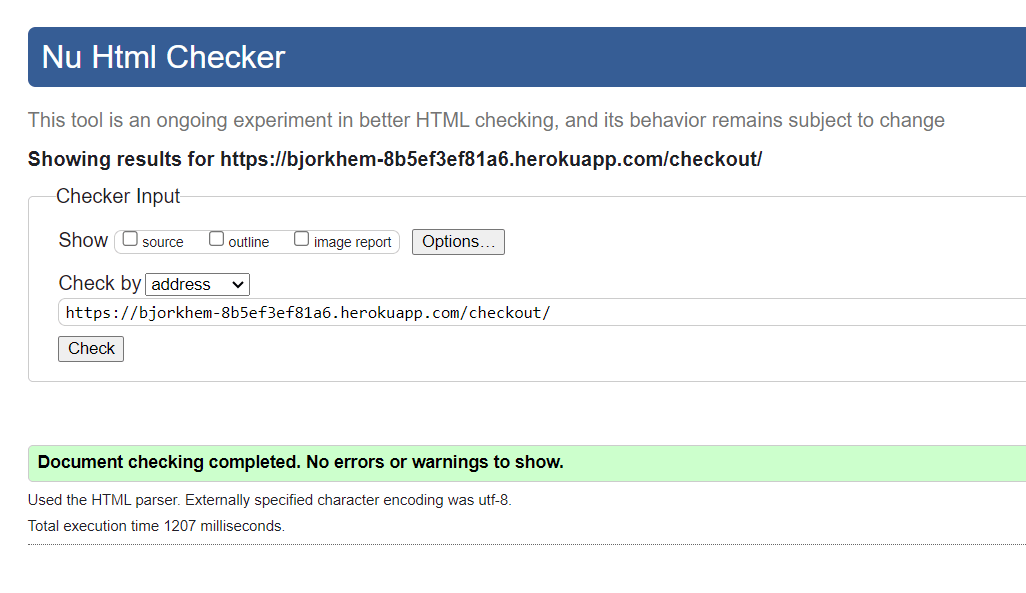 Nu Html Checker
This tool is an ongoing experiment in better HTML checking, and its behavior remains subject to change
Showing results for https://bjorkhem-8b5ef3ef81a6.herokuapp.com/checkout/
Checker Input
Show source outline image report Options...
Check by address
https://bjorkhem-8b5ef3ef81a6.herokuapp.com/checkout/
Check
Document checking completed. No errors or warnings to show.
Used the HTML parser. Externally specified character encoding was utf-8.
Total execution time 1207 milliseconds.